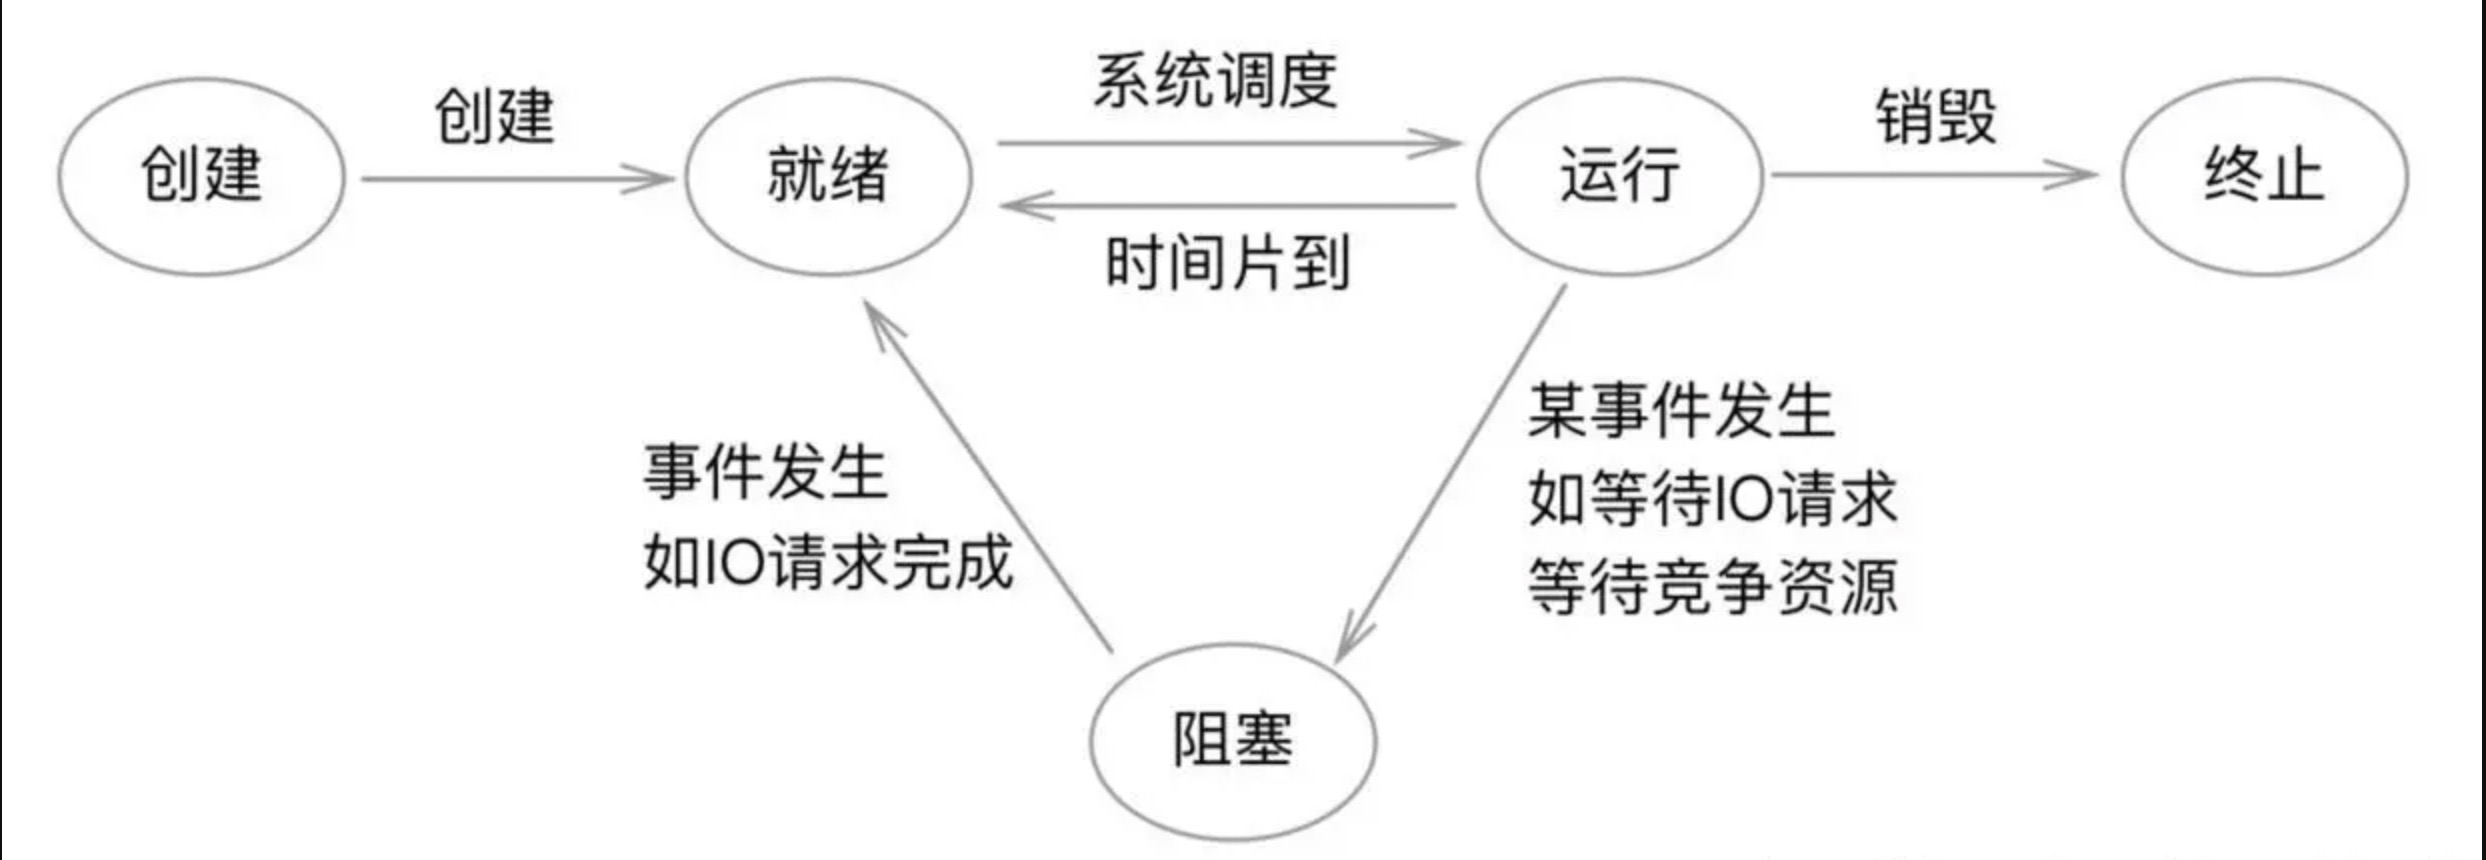 创建
创建
就绪
系统调度
时间片到
运行
销毁
终止
事件发生
如IO请求完成
某事件发生
如等待IO请求
等待竞争资源
阻塞